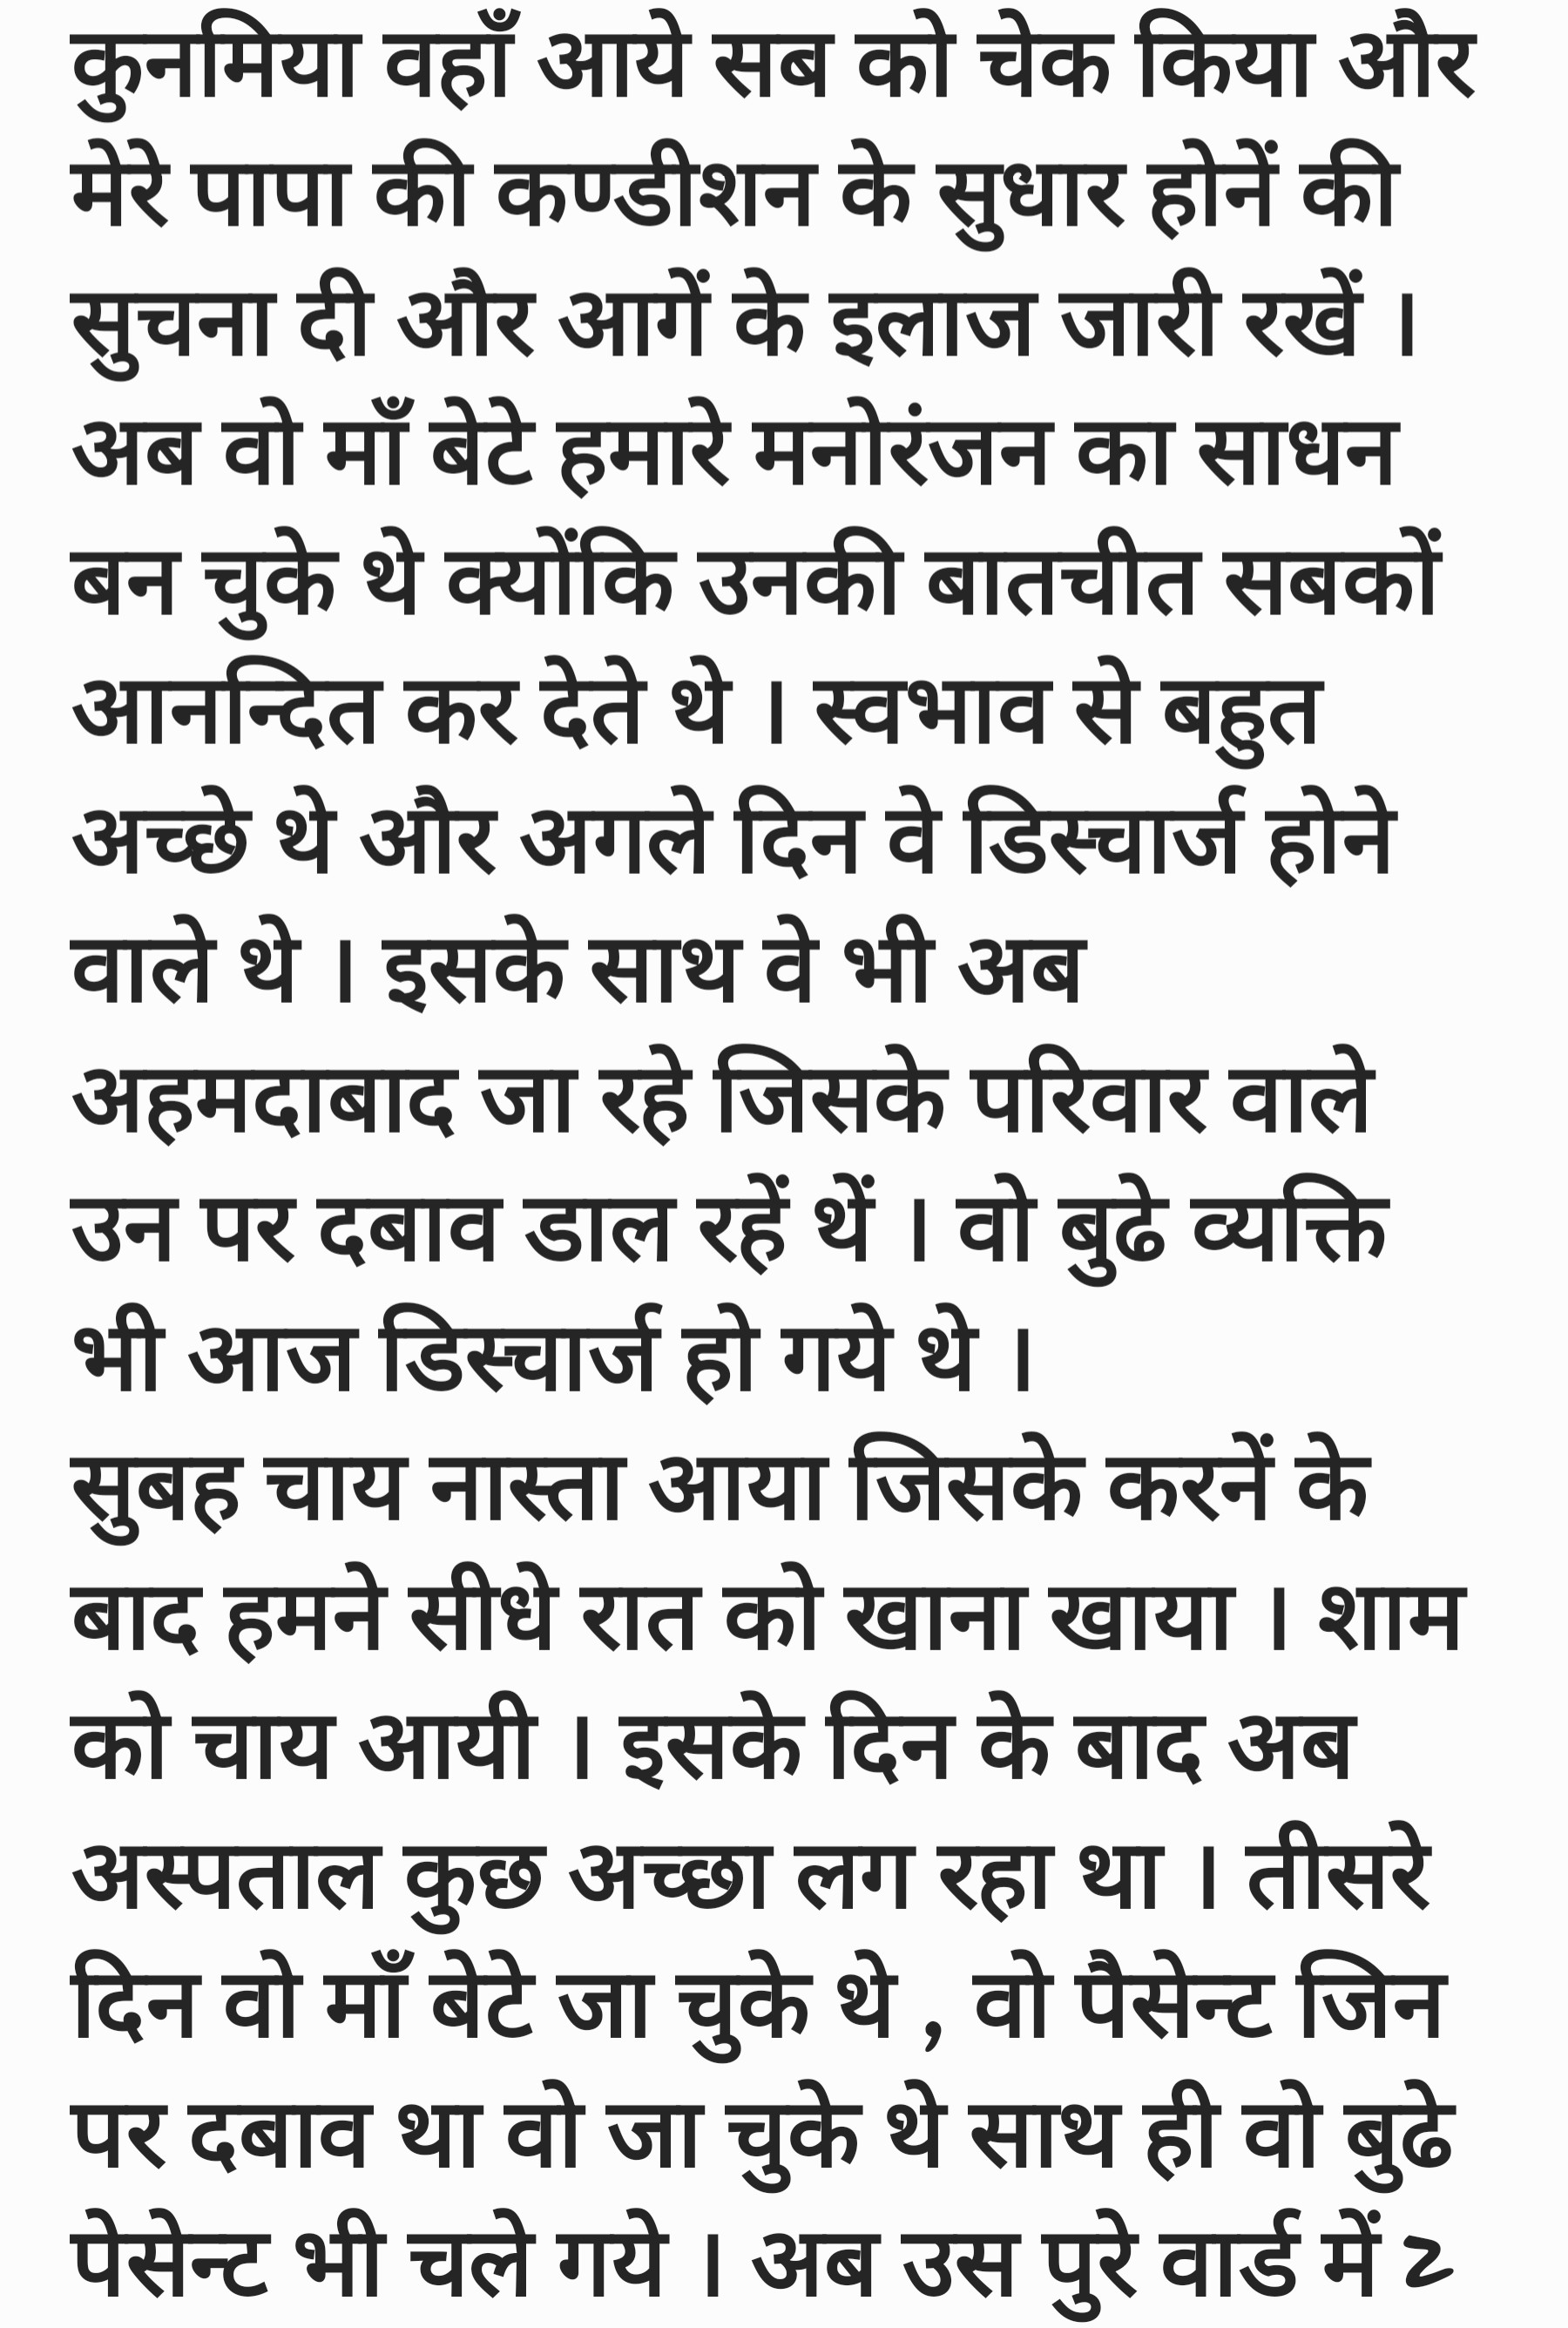 कुनमिया वहाँ आये सब को चेक किया और
मेरे पापा की कण्डीशन के सुधार होनें की
सुचना दी और आगें के इलाज जारी रखें ।
अब वो माँ बेटे हमारे मनोरंजन का साधन
बन चुके थे क्योंकि उनकी बातचीत सबकों
आनन्दित कर देते थे । स्वभाव से बहुत
अच्छे थे और अगले दिन वे डिस्चार्ज होने
वाले थे । इसके साथ वे भी अब
अहमदाबाद जा रहे जिसके परिवार वाले
उन पर दबाव डाल रहें थें । वो बुढे व्यक्ति
भी आज डिस्चार्ज हो गये थे ।
सुबह चाय नास्ता आया जिसके करनें के
बाद हमने सीधे रात को खाना खाया । शाम
को चाय आयी । इसके दिन के बाद अब
अस्पताल कुछ अच्छा लग रहा था । तीसरे
दिन वो माँ बेटे जा चुके थे , वो पैसेन्ट जिन
पर दबाव था वो जा चुके थे साथ ही वो बुढे
पेसेन्ट भी चले गये । अब उस पुरे वार्ड में 2